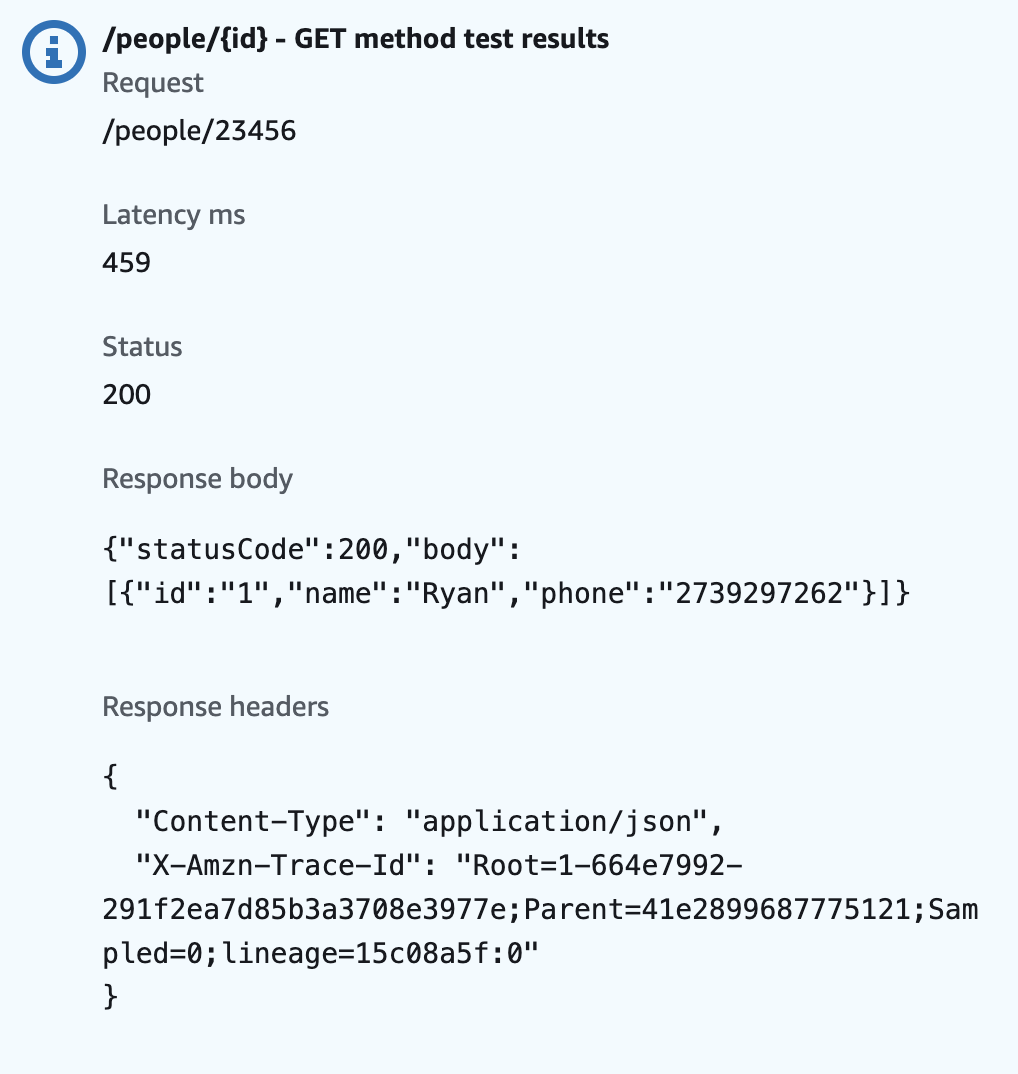 /people/{id} - GET method test results
Request
/people/23456
Latency ms
459
Status
200
Response body
{"statusCode":200,"body":
[{"id":"1","name":"Ryan","phone":"2739297262"}]}
Response headers
{
  "Content-Type": "application/json",
  "X-Amzn-Trace-Id": "Root=1-664e7992-
291f2ea7d85b3a3708e3977e;Parent=41e2899687775121;Sam
pled=0;lineage=15c08a5f:0"
}